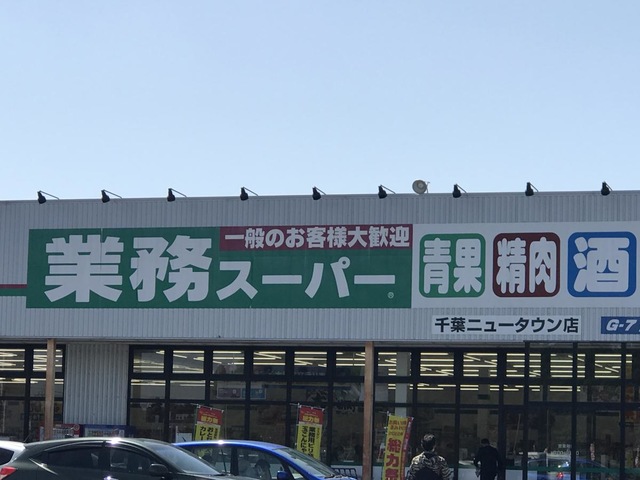 一般のお客様大歓迎
業務スーパー®
青果 精肉 酒
千葉ニュータウン店
G-7